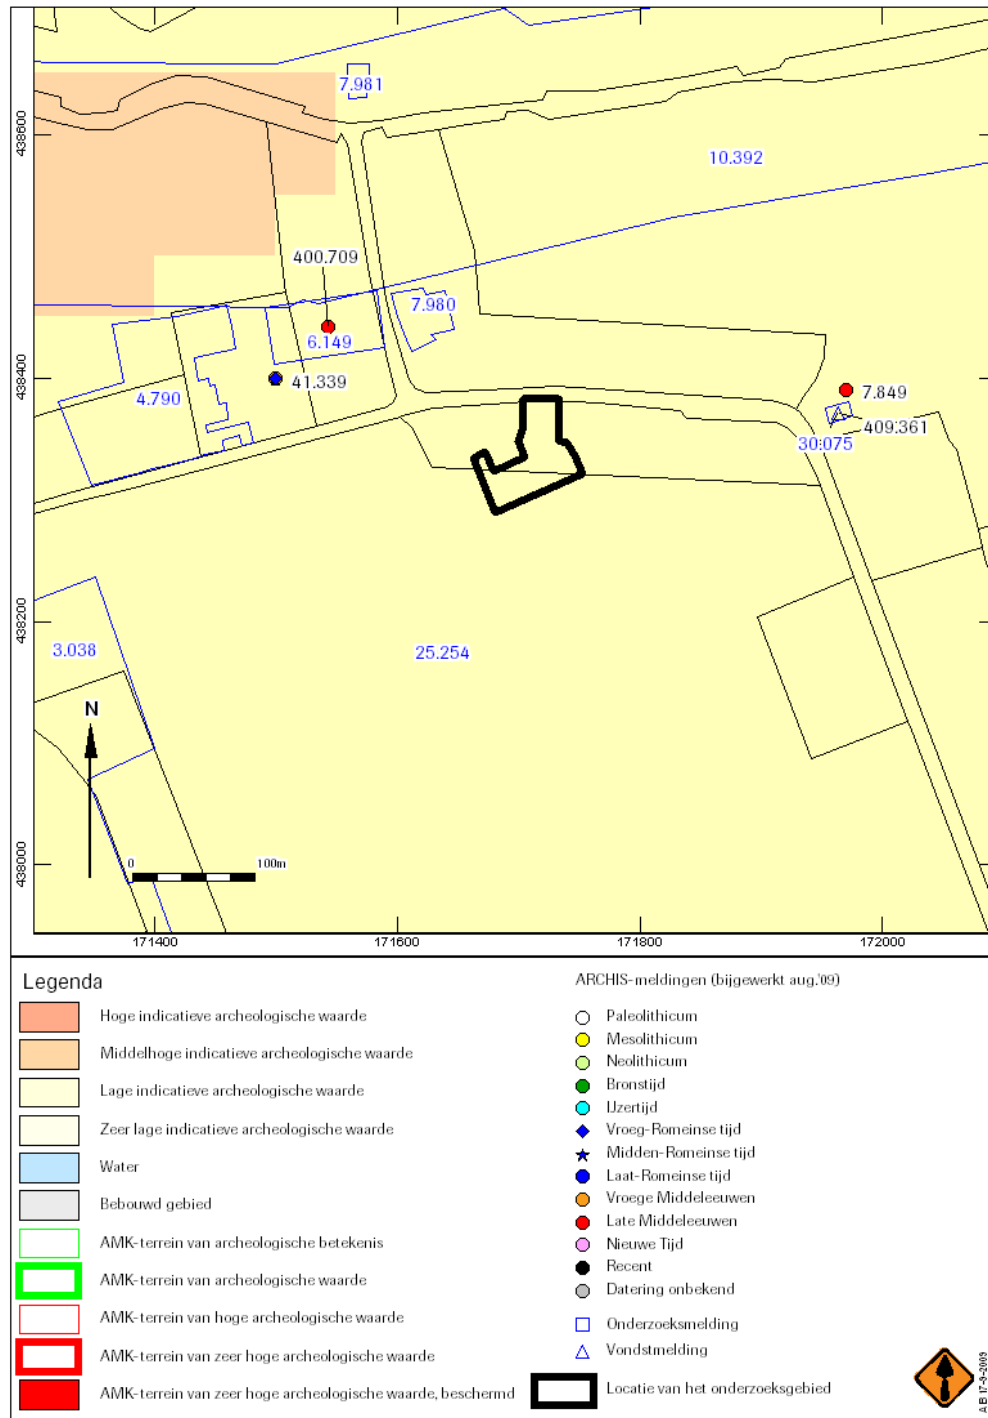 7.981
438600
10.392
400.709
7.980
6.149
438400
41.339
4.790
7.849
409.361
30.075
438200
3.038
25.254
N
438000
0
100m
171400
171600
171800
172000
Legenda
Hoge indicatieve archeologische waarde
Middelhoge indicatieve archeologische waarde
Lage indicatieve archeologische waarde
Zeer lage indicatieve archeologische waarde
Water
Bebouwd gebied
AMK-terrein van archeologische betekenis
AMK-terrein van archeologische waarde
AMK-terrein van hoge archeologische waarde
AMK-terrein van zeer hoge archeologische waarde
AMK-terrein van zeer hoge archeologische waarde, beschermd
ARCHIS-meldingen (bijgewerkt aug.'09)
Paleolithicum
Mesolithicum
Neolithicum
Bronstijd
IJzertijd
Vroeg-Romeinse tijd
Midden-Romeinse tijd
Laat-Romeinse tijd
Vroege Middeleeuwen
Late Middeleeuwen
Nieuwe Tijd
Recent
Datering onbekend
Onderzoeksmelding
Vondstmelding
Locatie van het onderzoeksgebied
AB 17-9-2009